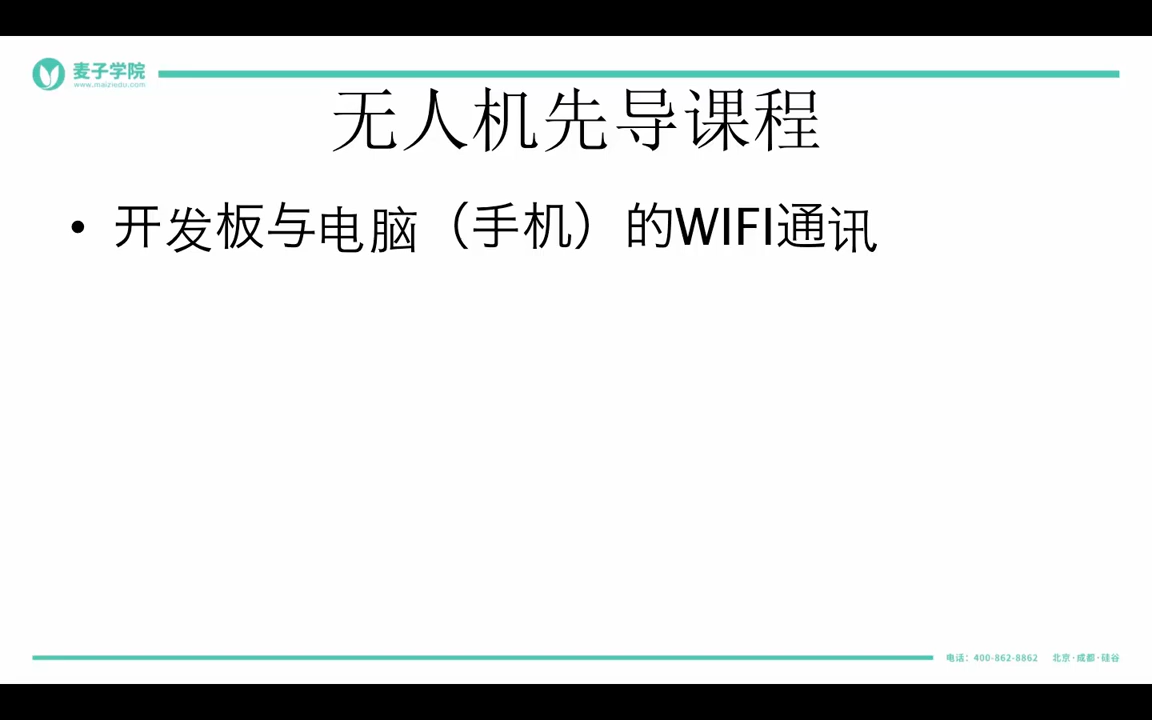 麦子学院
www.maiziedu.com
无人机先导课程
• 开发板与电脑（手机）的WIFI通讯
电话：400-862-8862 北京·成都·硅谷